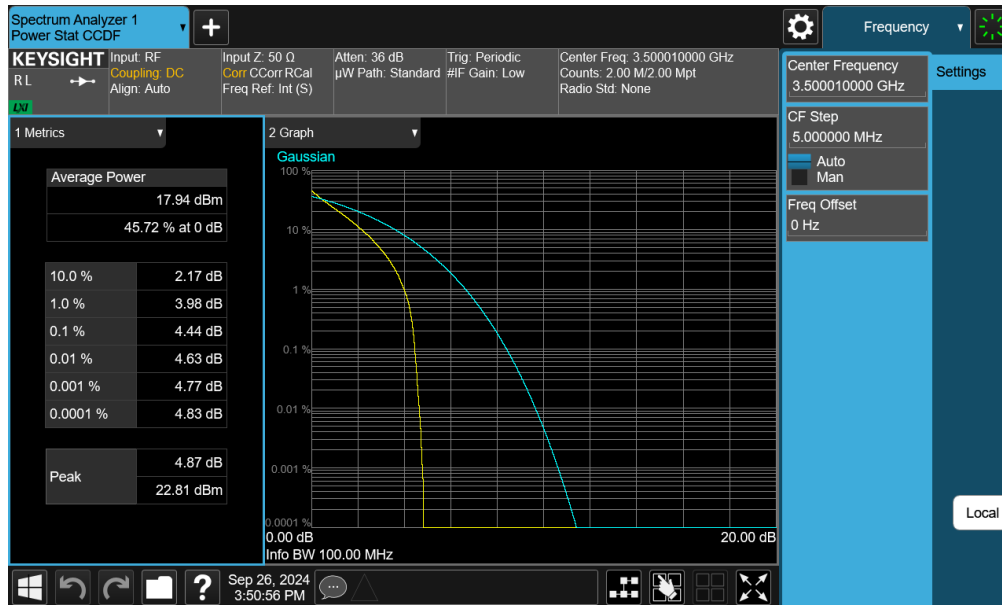 Spectrum Analyzer 1
Power Stat CCDF
+
Frequency
KEYSIGHT
R L
LXI
Input: RF
Coupling: DC
Align: Auto
Input Z: 50 Ω
Corr CCorr RCal
Freq Ref: Int (S)
Atten: 36 dB
µW Path: Standard
Trig: Periodic
#IF Gain: Low
Center Freq: 3.500010000 GHz
Counts: 2.00 M/2.00 Mpt
Radio Std: None
Center Frequency
3.500010000 GHz
Settings
CF Step
5.000000 MHz
Auto
Man
Freq Offset
0 Hz
Local
1 Metrics
Average Power
17.94 dBm
45.72 % at 0 dB
10.0 % 2.17 dB
1.0 % 3.98 dB
0.1 % 4.44 dB
0.01 % 4.63 dB
0.001 % 4.77 dB
0.0001 % 4.83 dB
Peak
4.87 dB
22.81 dBm
2 Graph
Gaussian
100 %
10 %
1 %
0.1 %
0.01 %
0.001 %
0.0001 %
0.00 dB 20.00 dB
Info BW 100.00 MHz
?
Sep 26, 2024
3:50:56 PM